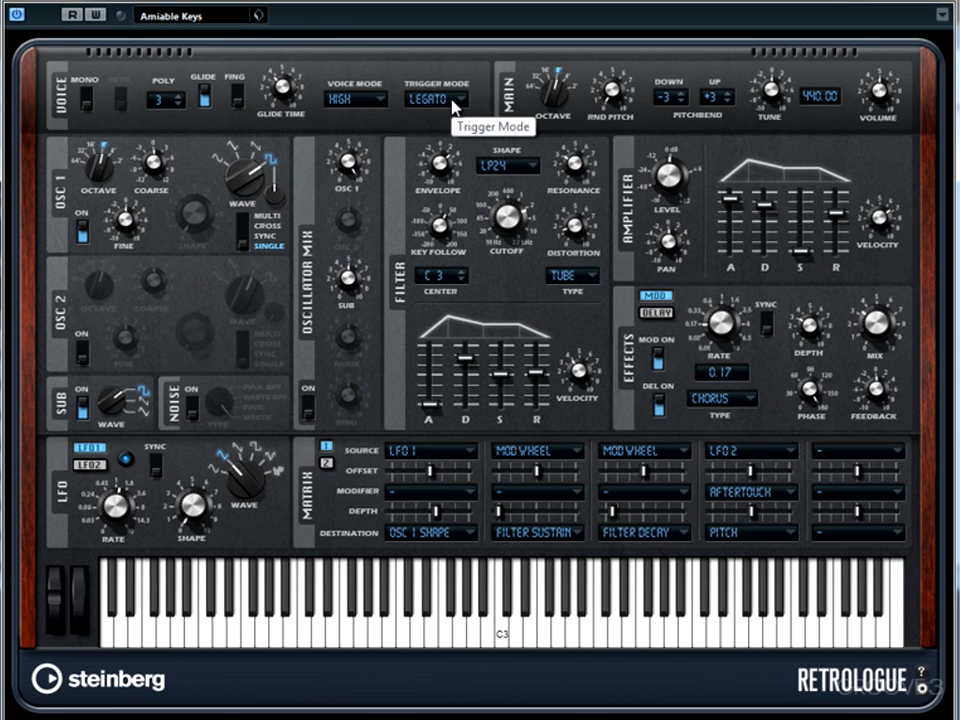 R W Amiable Keys
VOICE
MONO RETR POLY GLIDE FING VOICE MODE TRIGGER MODE
3 HIGH LEGATO
GLIDE TIME
Trigger Mode
MAIN
OCTAVE RND PITCH DOWN UP PITCHBEND TUNE VOLUME
-3 +3 440.00
OSC 1
OCTAVE COARSE WAVE
ON FINE SHAPE
MULTI
CROSS
SYNC
SINGLE
OSC 2
OCTAVE COARSE WAVE
ON FINE SHAPE
MULTI
CROSS
SYNC
SINGLE
SUB
ON
WAVE
NOISE
ON
TYPE
PINK BPF
WHITE BPF
PINK
WHITE
OSCILLATOR MIX
OSC 1
OSC 2
SUB
NOISE
ON
RING
FILTER
SHAPE
LP24
ENVELOPE RESONANCE
CUTOFF
KEY FOLLOW DISTORTION
C 3 TUBE
CENTER TYPE
A D S R VELOCITY
AMPLIFIER
LEVEL
PAN
A D S R VELOCITY
EFFECTS
MOD
DELAY
MOD ON
DEL ON
RATE SYNC DEPTH MIX
0.17
CHORUS
TYPE PHASE FEEDBACK
LFO
LFO1 SYNC
LFO2
RATE SHAPE WAVE
MATRIX
1
2
SOURCE LFO 1 MOD WHEEL MOD WHEEL LFO 2 -
OFFSET
MODIFIER - - - AFTERTOUCH -
DEPTH
DESTINATION OSC 1 SHAPE FILTER SUSTAIN FILTER DECAY PITCH -
C3
steinberg
RETROLOGUE ?